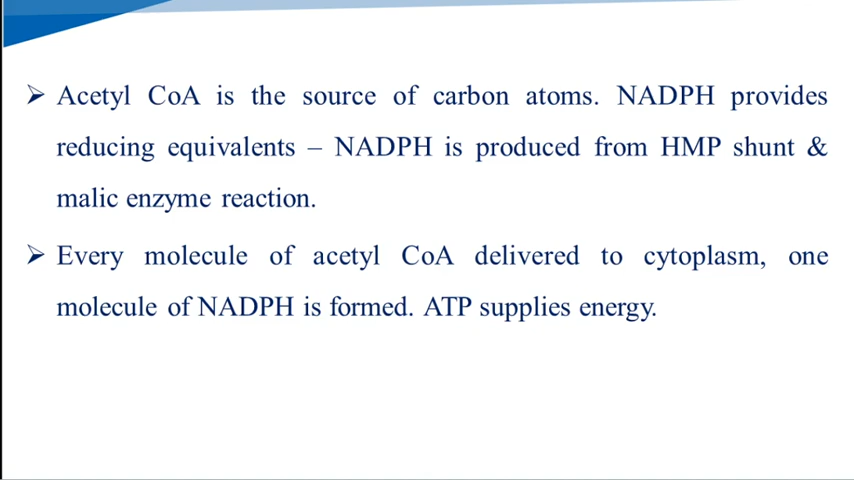 ➢ Acetyl CoA is the source of carbon atoms. NADPH provides
reducing equivalents – NADPH is produced from HMP shunt &
malic enzyme reaction.
➢ Every molecule of acetyl CoA delivered to cytoplasm, one
molecule of NADPH is formed. ATP supplies energy.